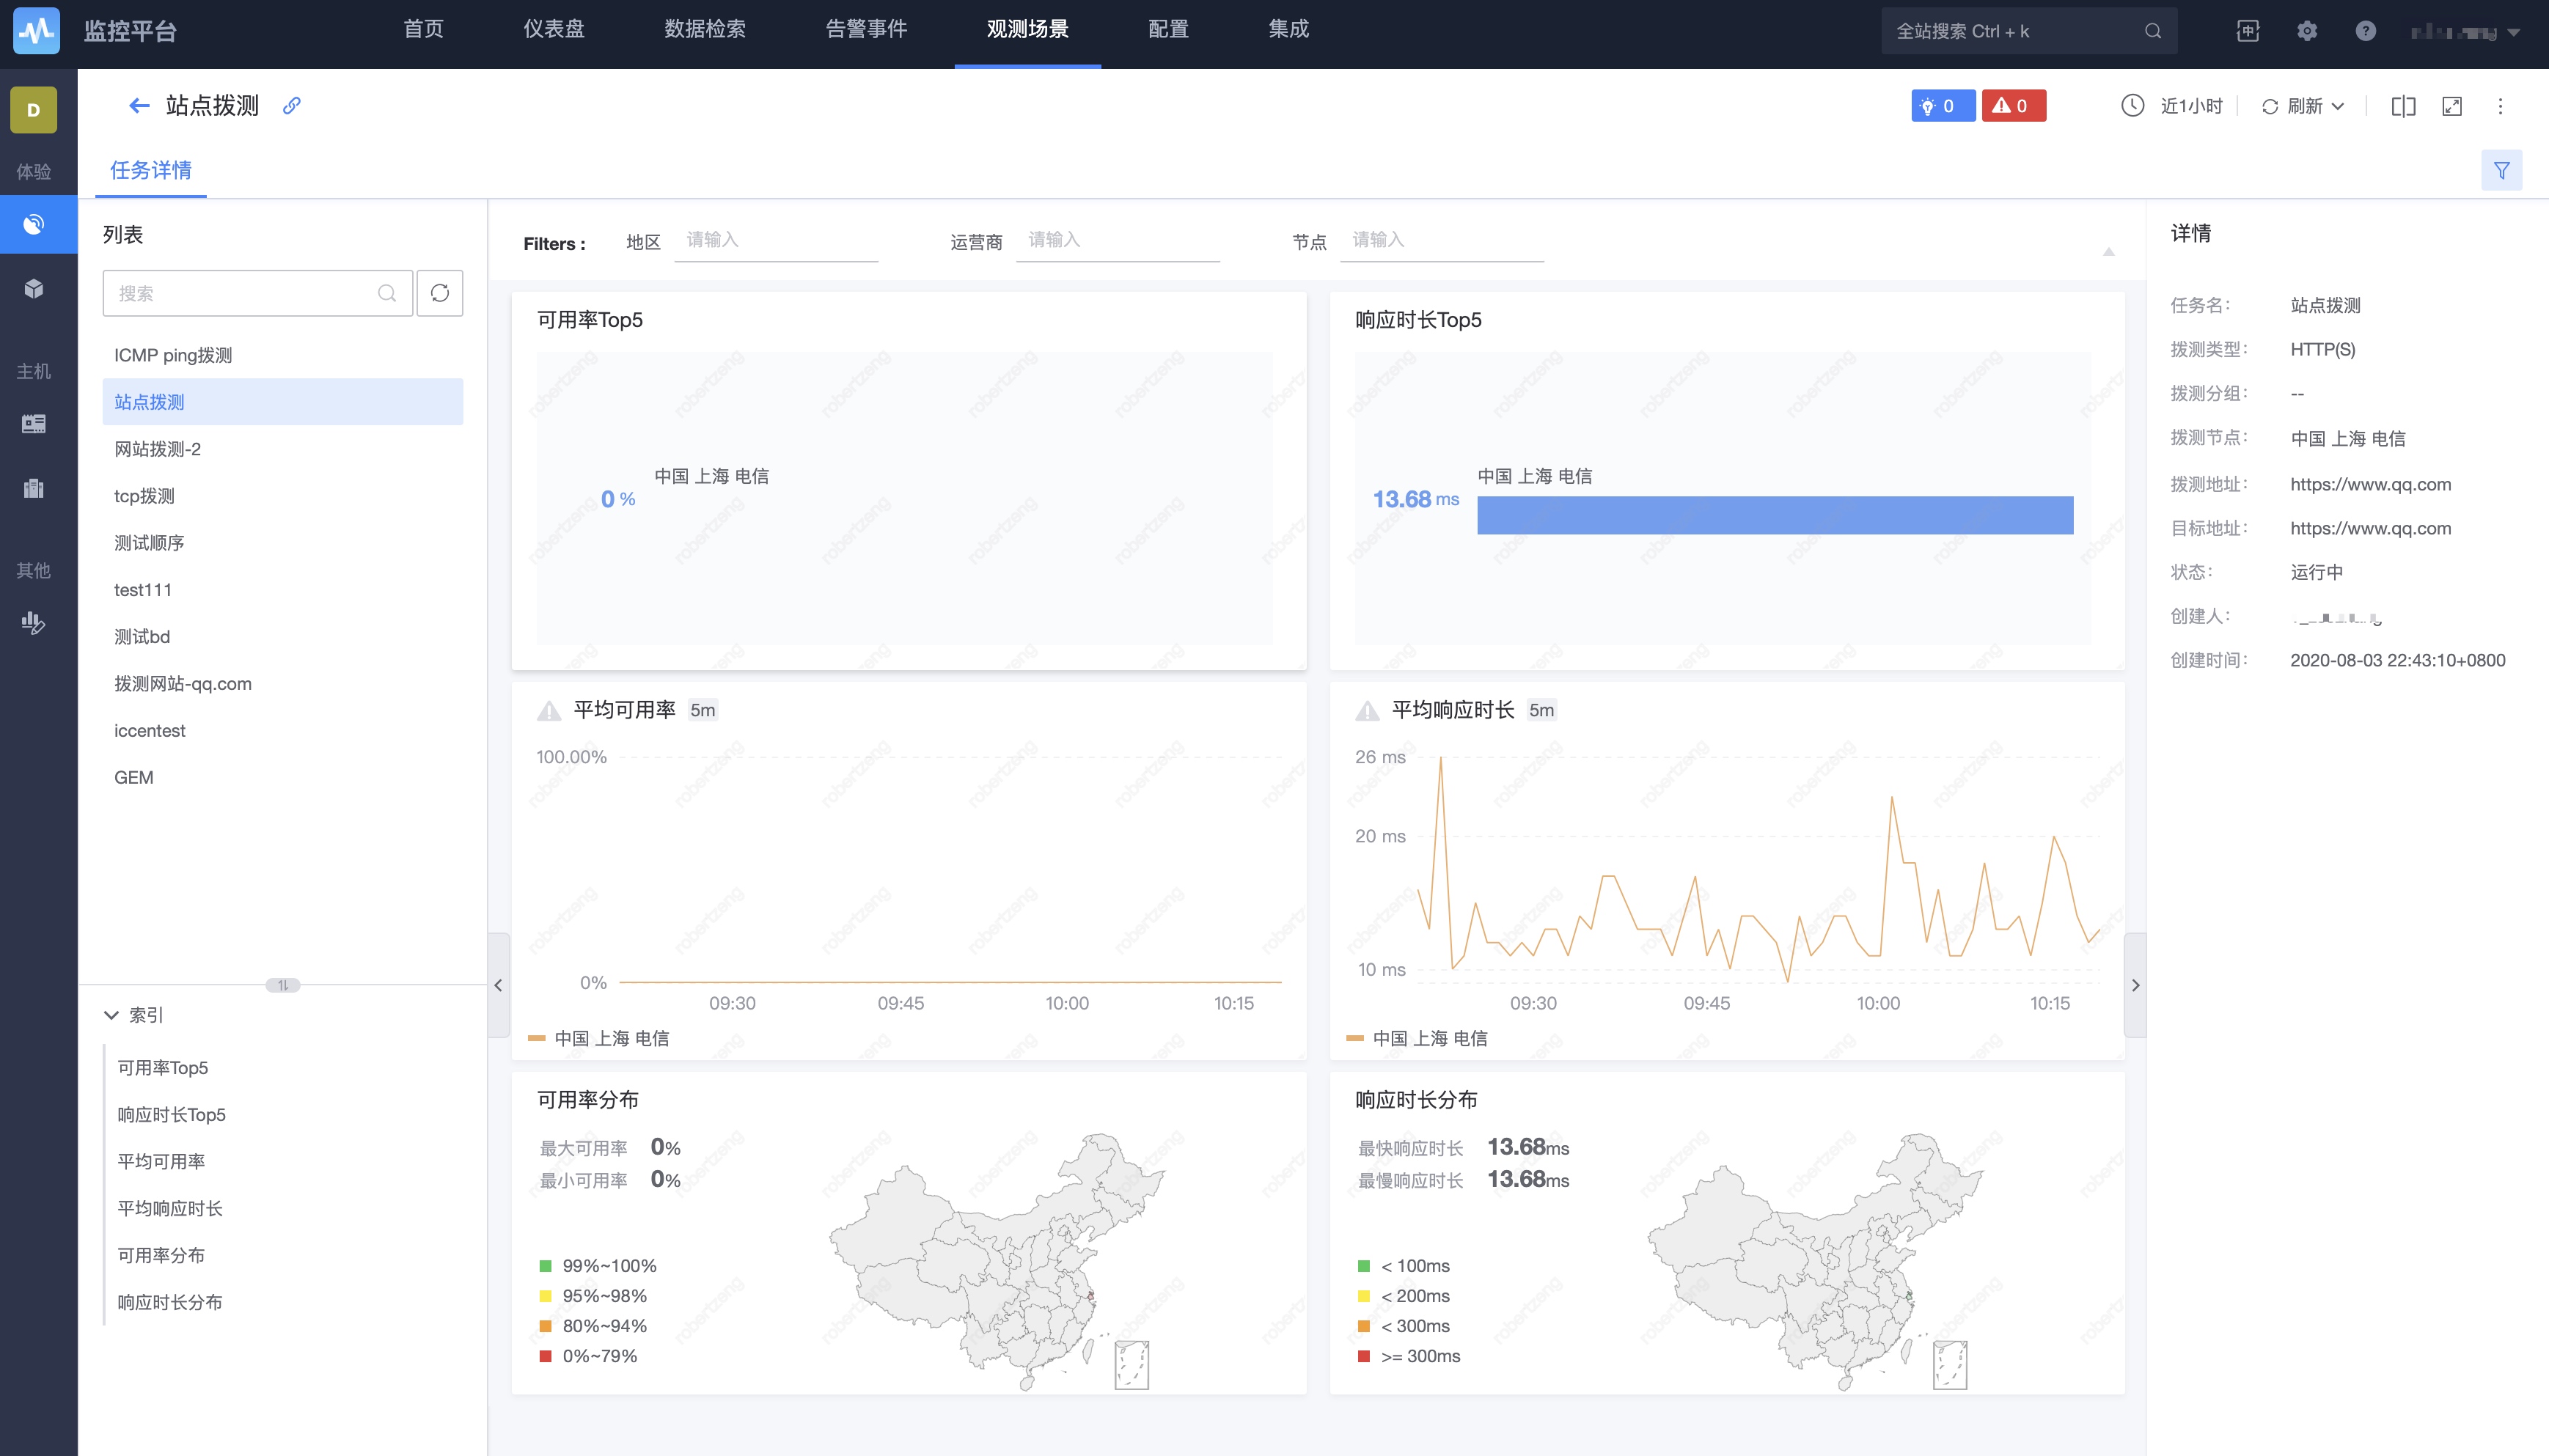 监控平台
首页
仪表盘
数据检索
告警事件
观测场景
配置
集成
全站搜索 Ctrl + k
D
体验
主机
其他
站点拨测
0
0
近1小时
刷新
任务详情
列表
搜索
ICMP ping拨测
站点拨测
网站拨测-2
tcp拨测
测试顺序
test111
测试bd
拨测网站-qq.com
iccentest
GEM
索引
可用率Top5
响应时长Top5
平均可用率
平均响应时长
可用率分布
响应时长分布
Filters :
地区 请输入
运营商 请输入
节点 请输入
可用率Top5
中国 上海 电信
0 %
响应时长Top5
中国 上海 电信
13.68 ms
平均可用率 5m
100.00%
0%
09:30 09:45 10:00 10:15
中国 上海 电信
平均响应时长 5m
26 ms
20 ms
10 ms
09:30 09:45 10:00 10:15
中国 上海 电信
可用率分布
最大可用率 0%
最小可用率 0%
99%~100%
95%~98%
80%~94%
0%~79%
响应时长分布
最快响应时长 13.68ms
最慢响应时长 13.68ms
< 100ms
< 200ms
< 300ms
>= 300ms
robertzeng
详情
任务名: 站点拨测
拨测类型: HTTP(S)
拨测分组: --
拨测节点: 中国 上海 电信
拨测地址: https://www.qq.com
目标地址: https://www.qq.com
状态: 运行中
创建人:
创建时间: 2020-08-03 22:43:10+0800